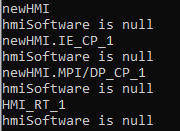 newHMI
hmiSoftware is null
newHMI.IE_CP_1
hmiSoftware is null
newHMI.MPI/DP_CP_1
hmiSoftware is null
HMI_RT_1
hmiSoftware is null